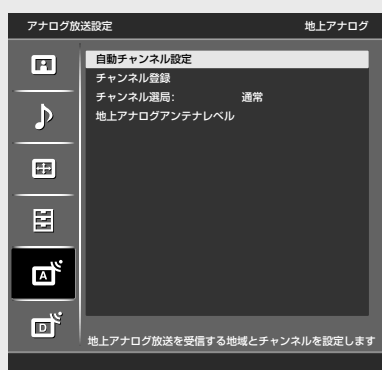 アナログ放送設定 地上アナログ
自動チャンネル設定
チャンネル登録
チャンネル選局: 通常
地上アナログアンテナレベル
A
D
地上アナログ放送を受信する地域とチャンネルを設定します